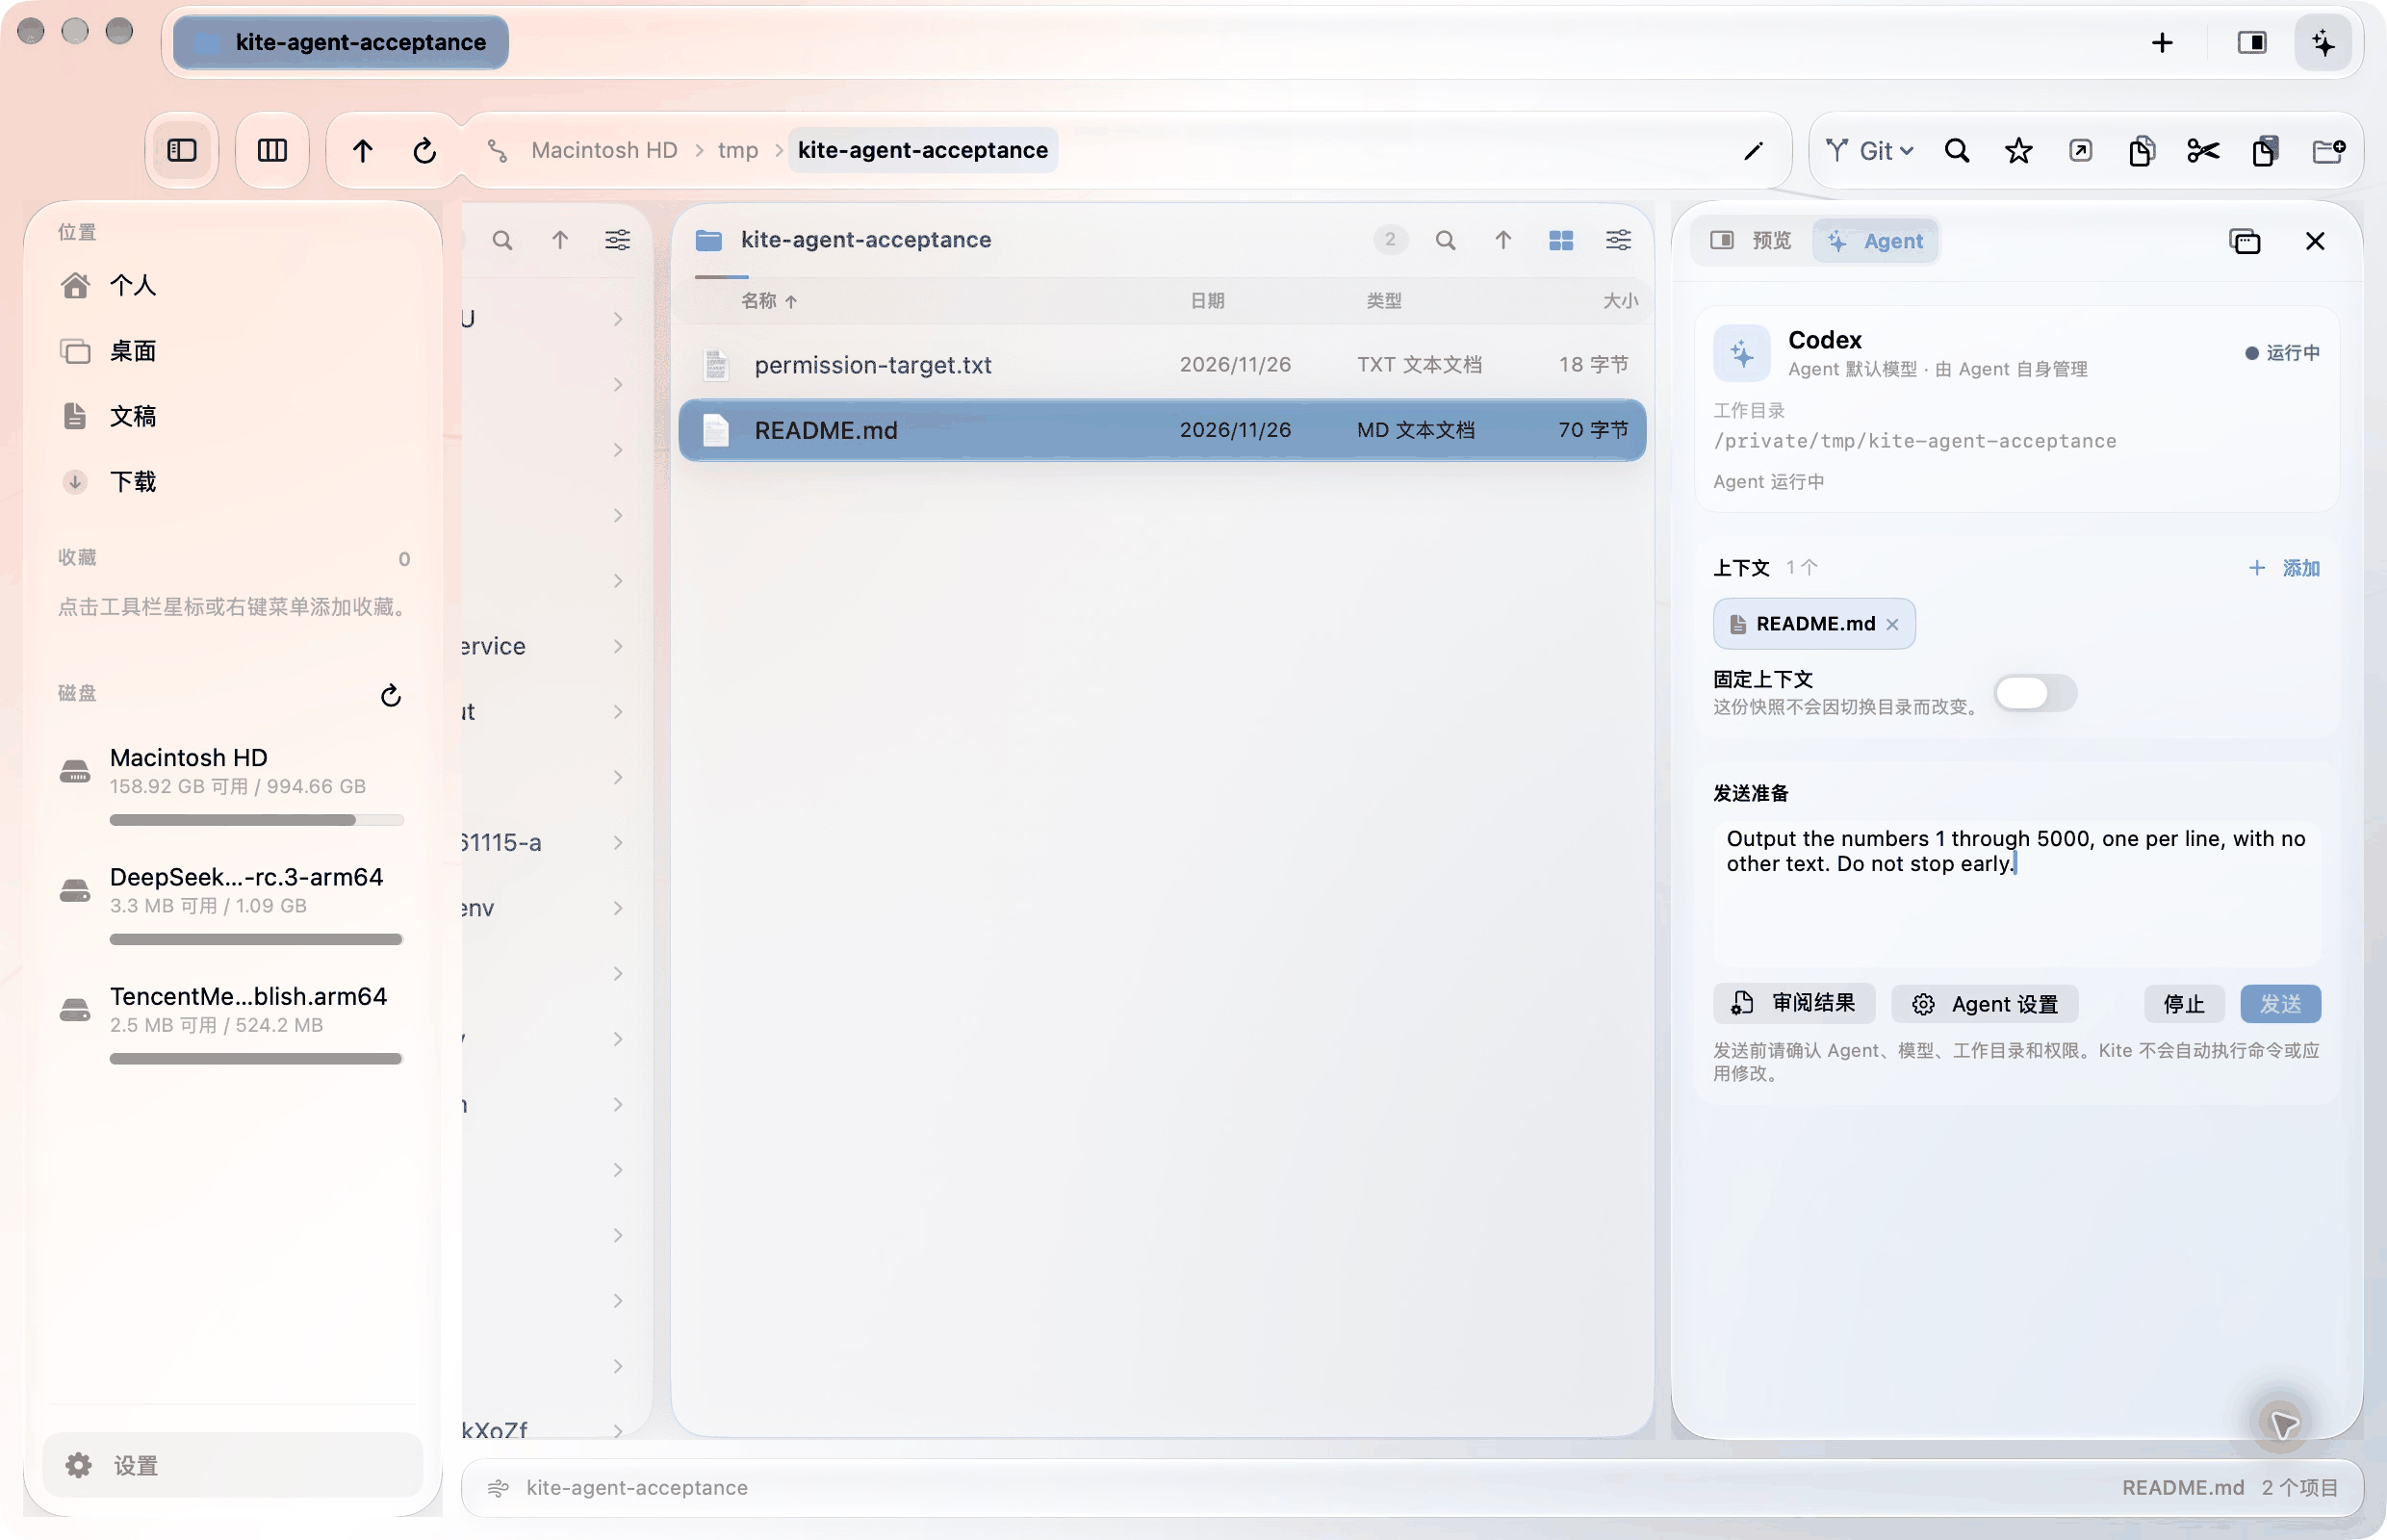 kite-agent-acceptance
Macintosh HD
tmp
kite-agent-acceptance
Git
位置
个人
桌面
文稿
下载
收藏
0
点击工具栏星标或右键菜单添加收藏。
磁盘
Macintosh HD
158.92 GB 可用 / 994.66 GB
DeepSeek...-rc.3-arm64
3.3 MB 可用 / 1.09 GB
TencentMe...blish.arm64
2.5 MB 可用 / 524.2 MB
设置
U
ervice
61115-a
env
kXoZf
kite-agent-acceptance
2
名称
日期
类型
大小
permission-target.txt
2026/11/26
TXT 文本文档
18 字节
README.md
2026/11/26
MD 文本文档
70 字节
预览
Agent
Codex
Agent 默认模型 · 由 Agent 自身管理
运行中
工作目录
/private/tmp/kite-agent-acceptance
Agent 运行中
上下文
1 个
添加
README.md
固定上下文
这份快照不会因切换目录而改变。
发送准备
Output the numbers 1 through 5000, one per line, with no
other text. Do not stop early.
审阅结果
Agent 设置
停止
发送
发送前请确认 Agent、模型、工作目录和权限。Kite 不会自动执行命令或应
用修改。
kite-agent-acceptance
README.md
2 个项目